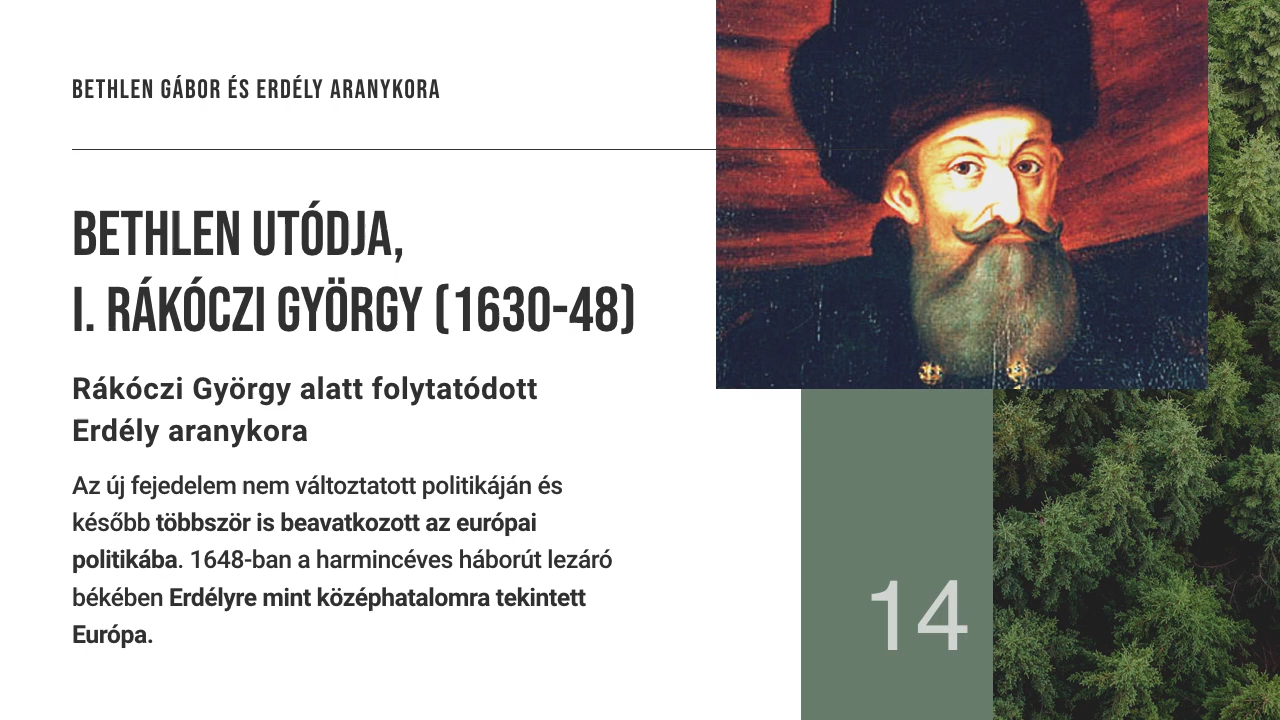 BETHLEN GÁBOR ÉS ERDÉLY ARANYKORA
BETHLEN UTÓDJA,
I. RÁKÓCZI GYÖRGY (1630-48)
Rákóczi György alatt folytatódott
Erdély aranykora
Az új fejedelem nem változtatott politikáján és
később többször is beavatkozott az európai
politikába. 1648-ban a harmincéves háborút lezáró
békében Erdélyre mint középhatalomra tekintett
Európa.
14